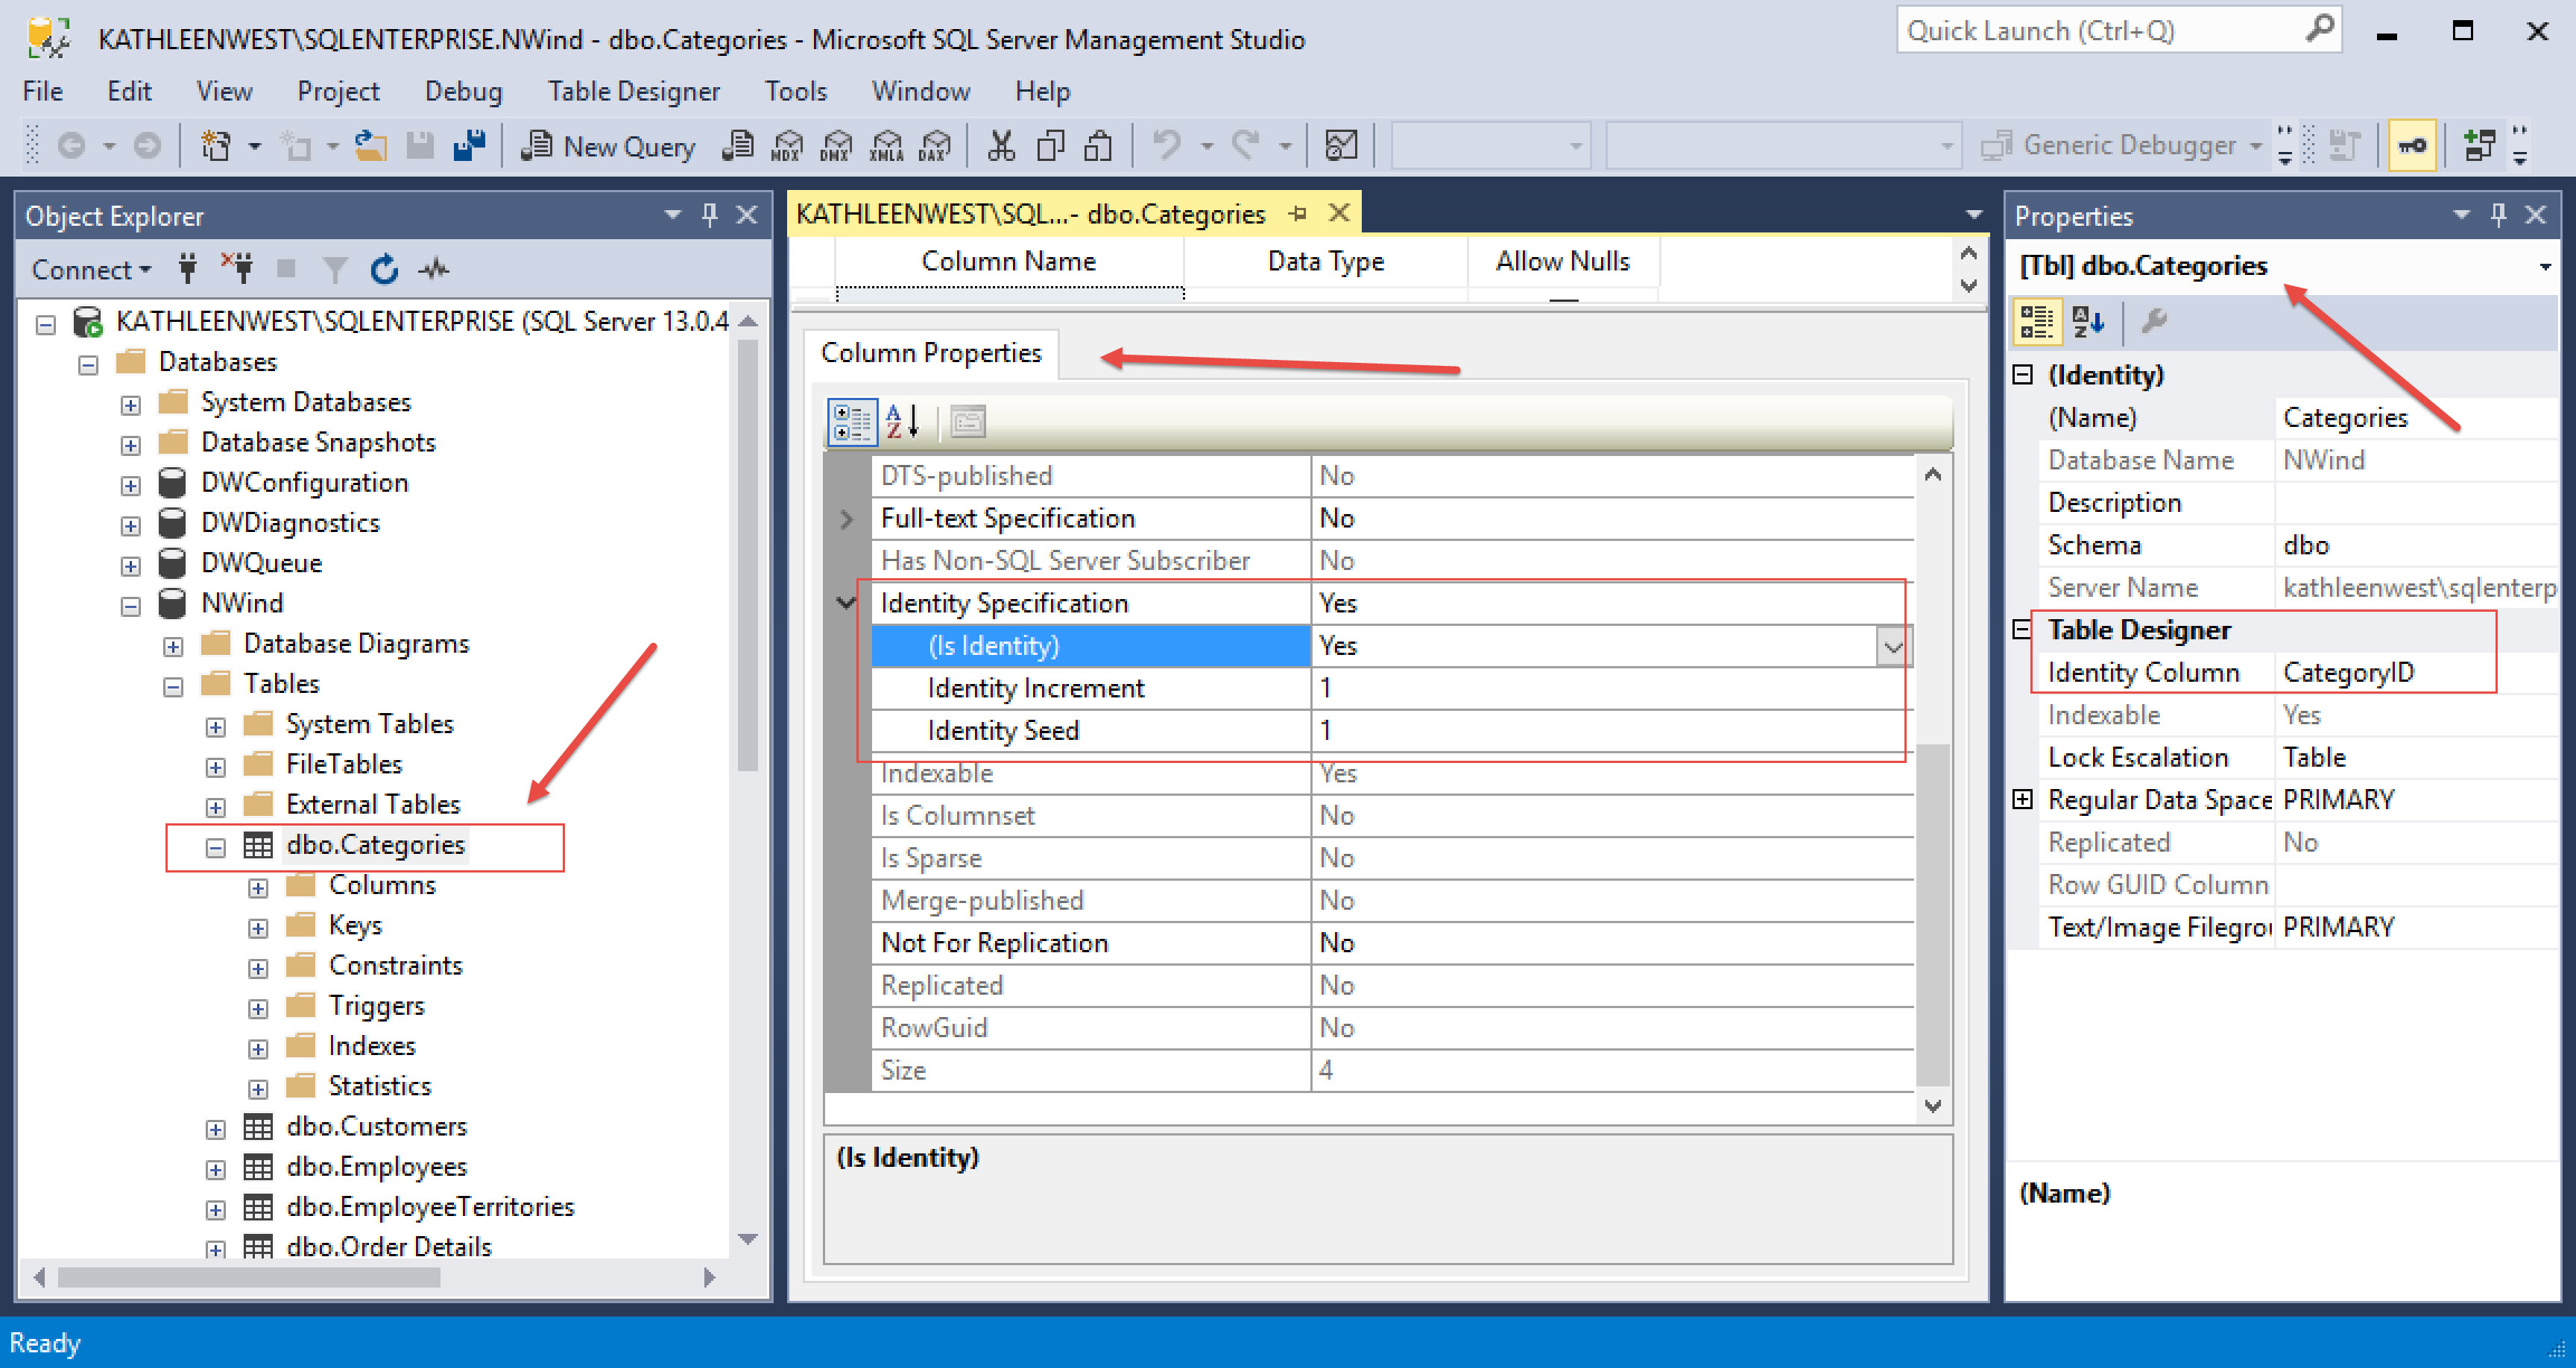 KATHLEENWEST\SQLENTERPRISE.NWind - dbo.Categories - Microsoft SQL Server Management Studio
Quick Launch (Ctrl+Q)
File Edit View Project Debug Table Designer Tools Window Help
New Query MDX DMX XMLA DAX Generic Debugger
Object Explorer
Connect
KATHLEENWEST\SQLENTERPRISE (SQL Server 13.0.4
Databases
System Databases
Database Snapshots
DWConfiguration
DWDiagnostics
DWQueue
NWind
Database Diagrams
Tables
System Tables
FileTables
External Tables
dbo.Categories
Columns
Keys
Constraints
Triggers
Indexes
Statistics
dbo.Customers
dbo.Employees
dbo.EmployeeTerritories
dbo.Order Details
KATHLEENWEST\SQL...- dbo.Categories
Column Name Data Type Allow Nulls
Column Properties
A Z
DTS-published No
Full-text Specification No
Has Non-SQL Server Subscriber No
Identity Specification Yes
(Is Identity) Yes
Identity Increment 1
Identity Seed 1
Indexable Yes
Is Columnset No
Is Sparse No
Merge-published No
Not For Replication No
Replicated No
RowGuid No
Size 4
(Is Identity)
Properties
[Tbl] dbo.Categories
A Z
(Identity)
(Name) Categories
Database Name NWind
Description
Schema dbo
Server Name kathleenwest\sqlenterp
Table Designer
Identity Column CategoryID
Indexable Yes
Lock Escalation Table
Regular Data Space PRIMARY
Replicated No
Row GUID Column
Text/Image Filegrou PRIMARY
(Name)
Ready